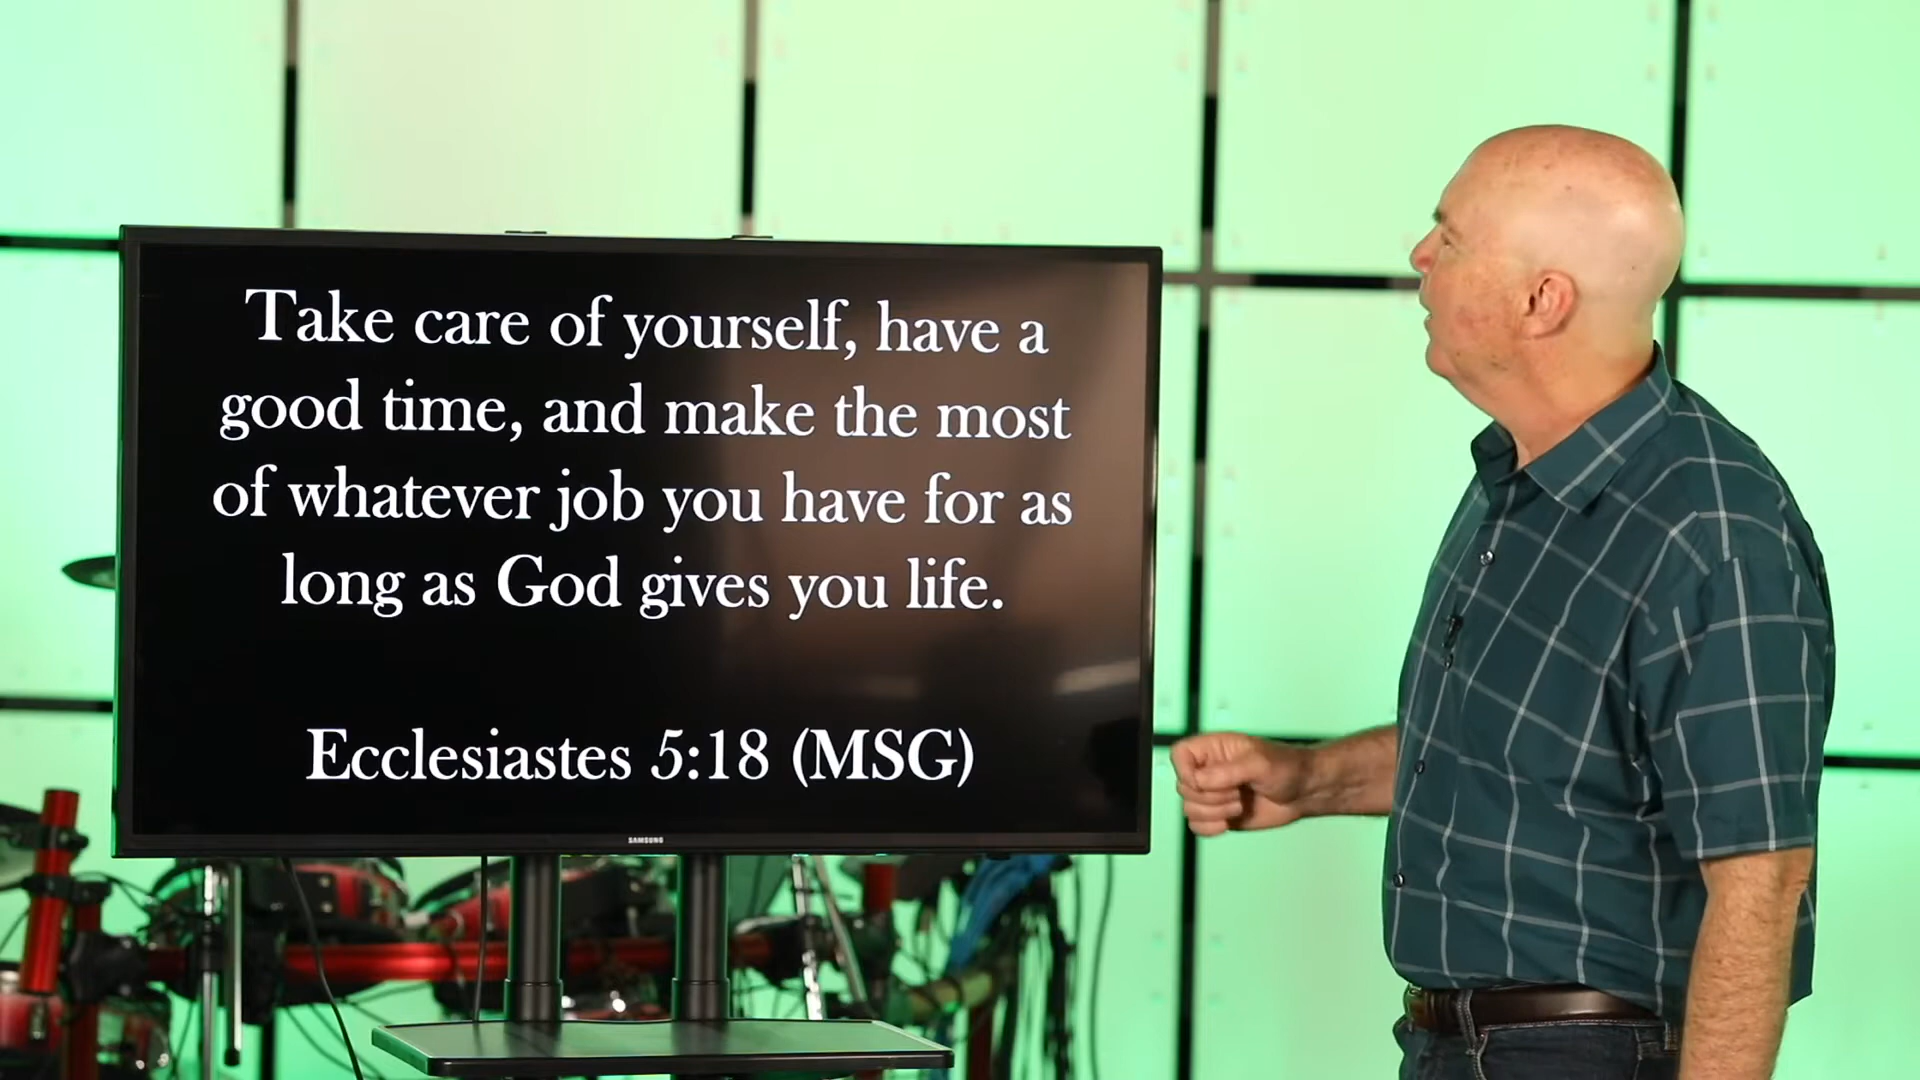 Take care of yourself, have a
good time, and make the most
of whatever job you have for as
long as God gives you life.
Ecclesiastes 5:18 (MSG)
SAMSUNG